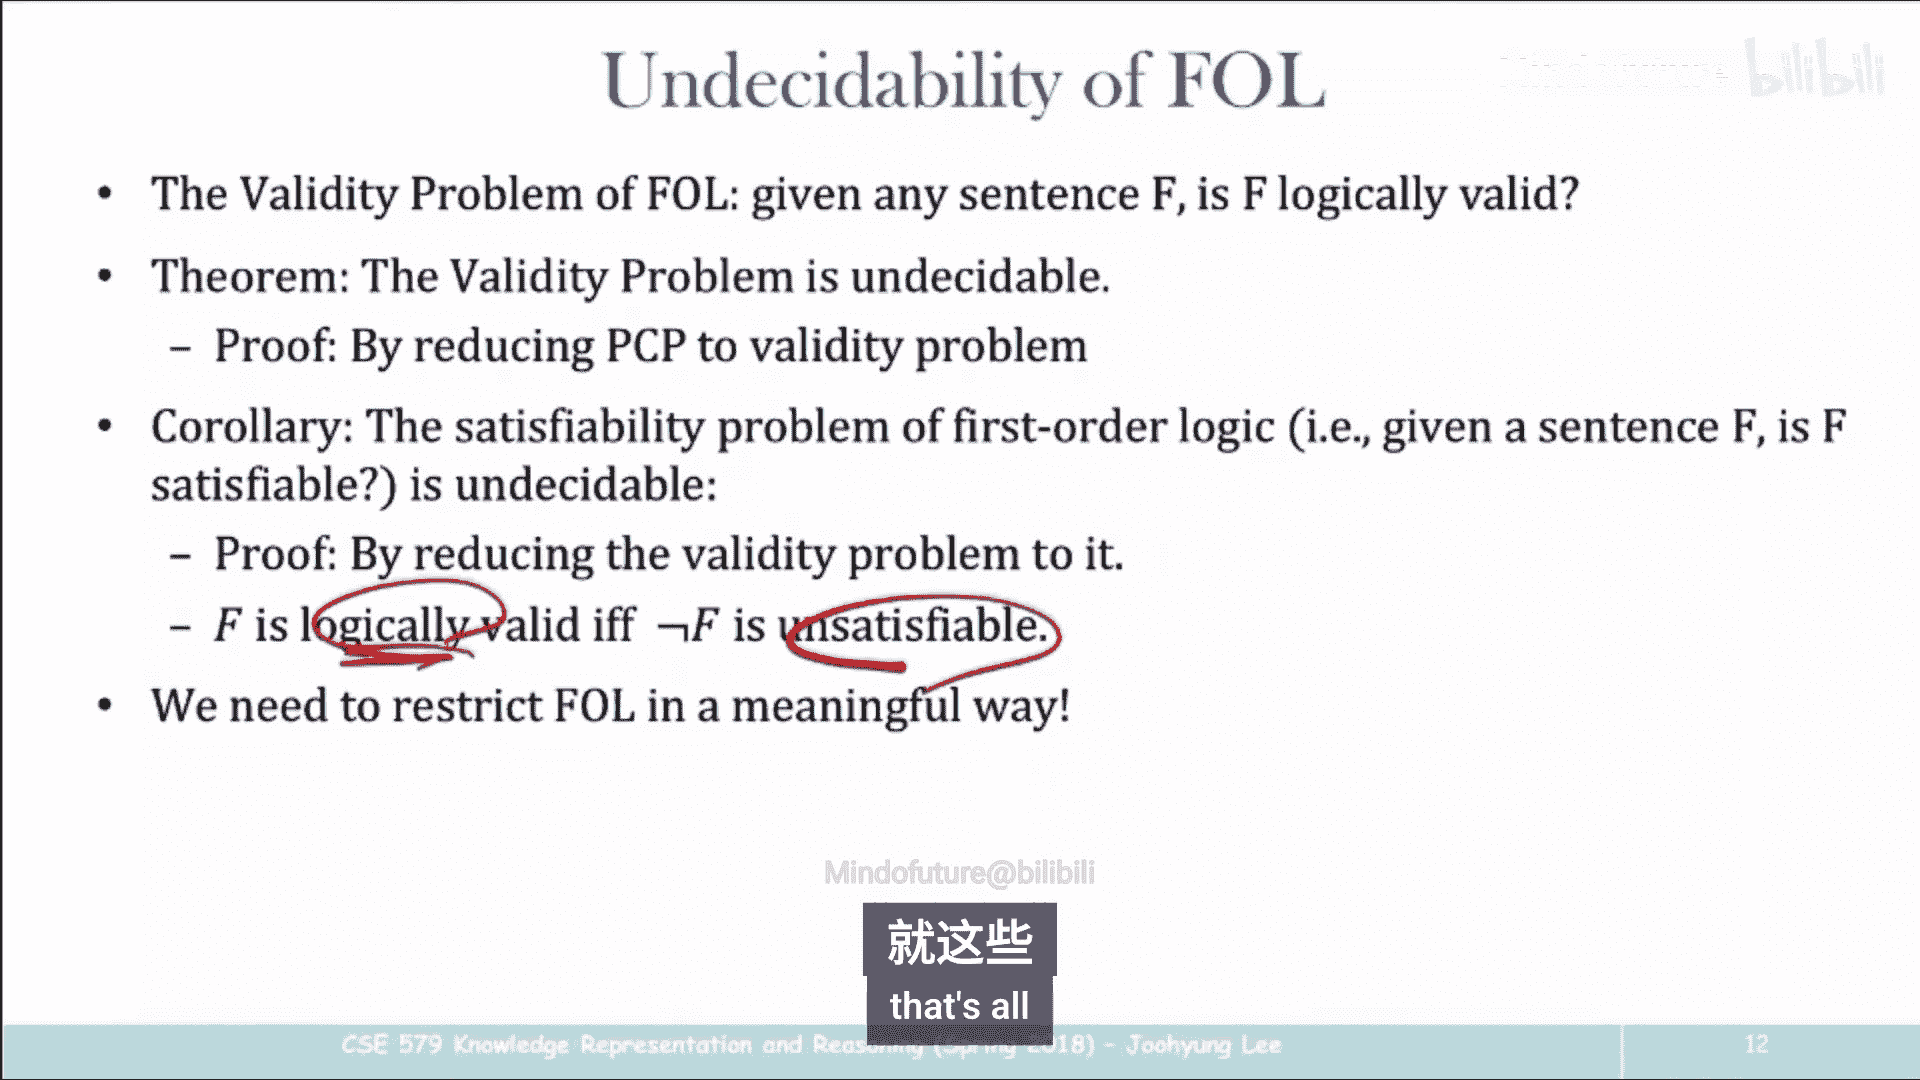 Undecidability of FOL
bilibili
• The Validity Problem of FOL: given any sentence F, is F logically valid?
• Theorem: The Validity Problem is undecidable.
– Proof: By reducing PCP to validity problem
• Corollary: The satisfiability problem of first-order logic (i.e., given a sentence F, is F
satisfiable?) is undecidable:
– Proof: By reducing the validity problem to it.
– F is logically valid iff ¬F is unsatisfiable.
• We need to restrict FOL in a meaningful way!
Mindofuture@bilibili
就这些
that's all
CSE 579 Knowledge Representation and Reasoning (Spring 2018) - Joohyung Lee
12